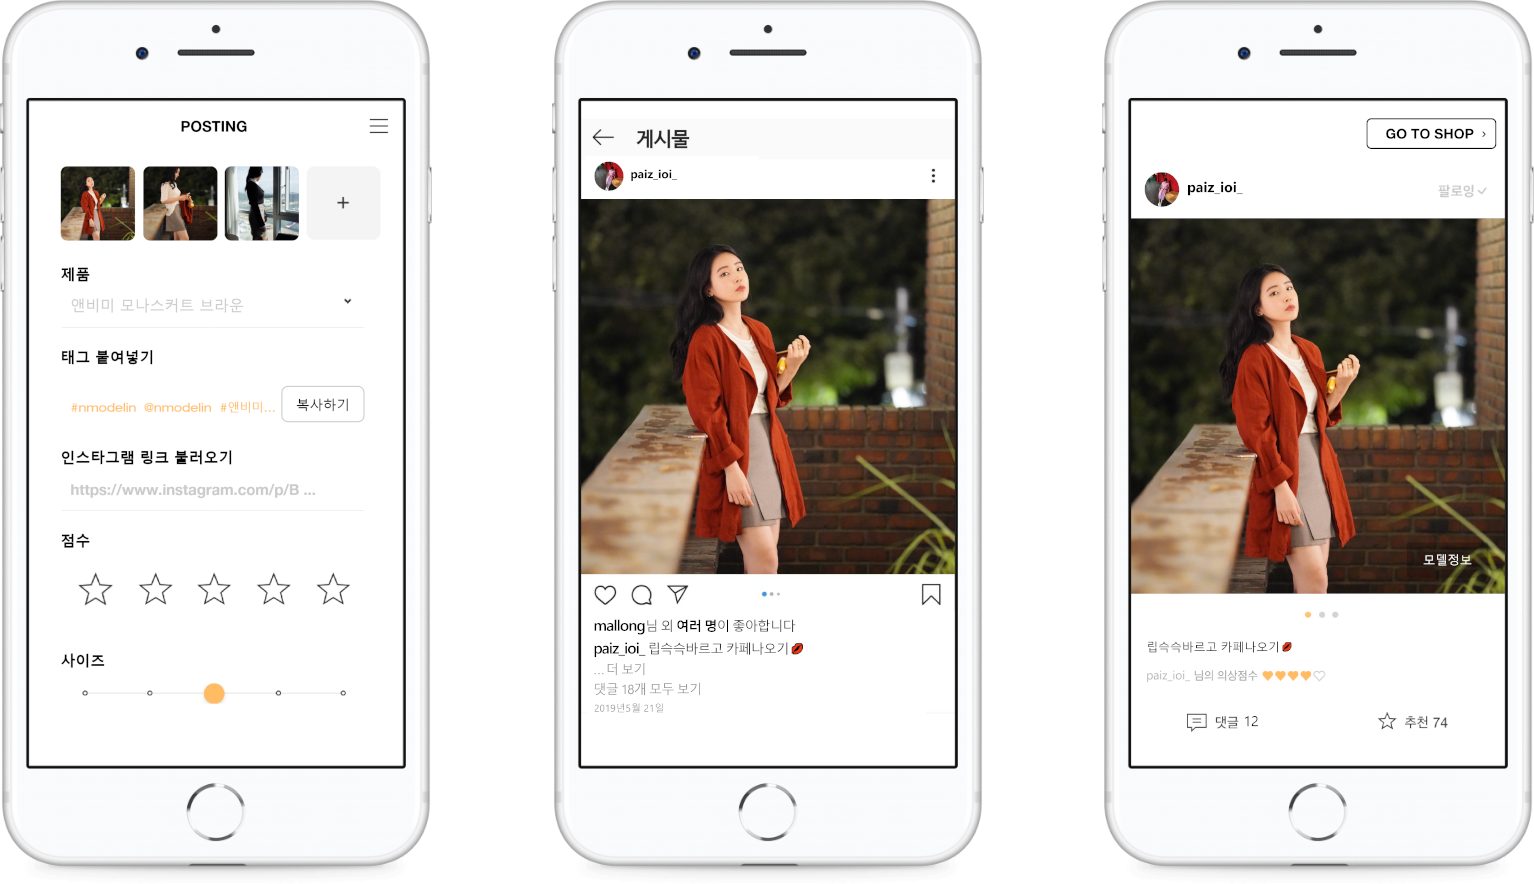 POSTING
+
제품
앤비미 모나스커트 브라운
태그 붙여넣기
#nmodelin @nmodelin #앤비미...
복사하기
인스타그램 링크 불러오기
https://www.instagram.com/p/B ...
점수
사이즈
게시물
paiz_ioi_
mallong님 외 여러 명이 좋아합니다
paiz_ioi_ 립슥슥바르고 카페나오기💋
... 더 보기
댓글 18개 모두 보기
2019년5월 21일
GO TO SHOP ›
paiz_ioi_
팔로잉
모델정보
립슥슥바르고 카페나오기💋
paiz_ioi_ 님의 의상점수 🧡🧡🧡🧡♡
댓글 12
추천 74